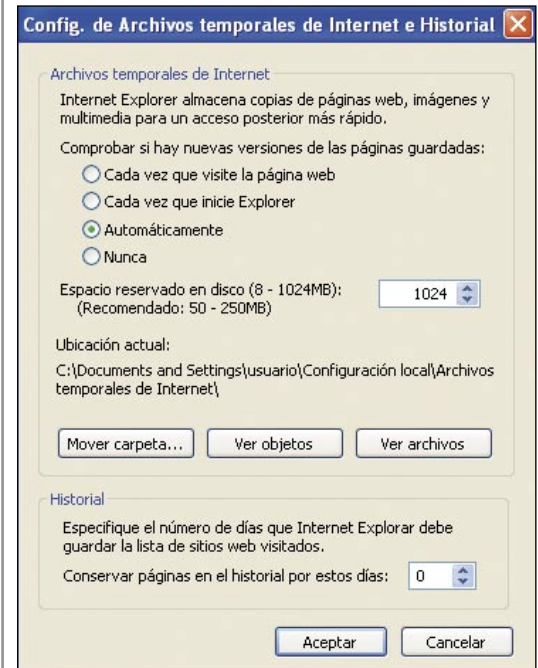 Config. de Archivos temporales de Internet e Historial
Archivos temporales de Internet
Internet Explorer almacena copias de páginas web, imágenes y
multimedia para un acceso posterior más rápido.
Comprobar si hay nuevas versiones de las páginas guardadas:
Cada vez que visite la página web
Cada vez que inicie Explorer
Automáticamente
Nunca
Espacio reservado en disco (8 - 1024MB): 1024
(Recomendado: 50 - 250MB)
Ubicación actual:
C:\Documents and Settings\usuario\Configuración local\Archivos
temporales de Internet\
Mover carpeta... Ver objetos Ver archivos
Historial
Especifique el número de días que Internet Explorar debe
guardar la lista de sitios web visitados.
Conservar páginas en el historial por estos días: 0
Aceptar Cancelar